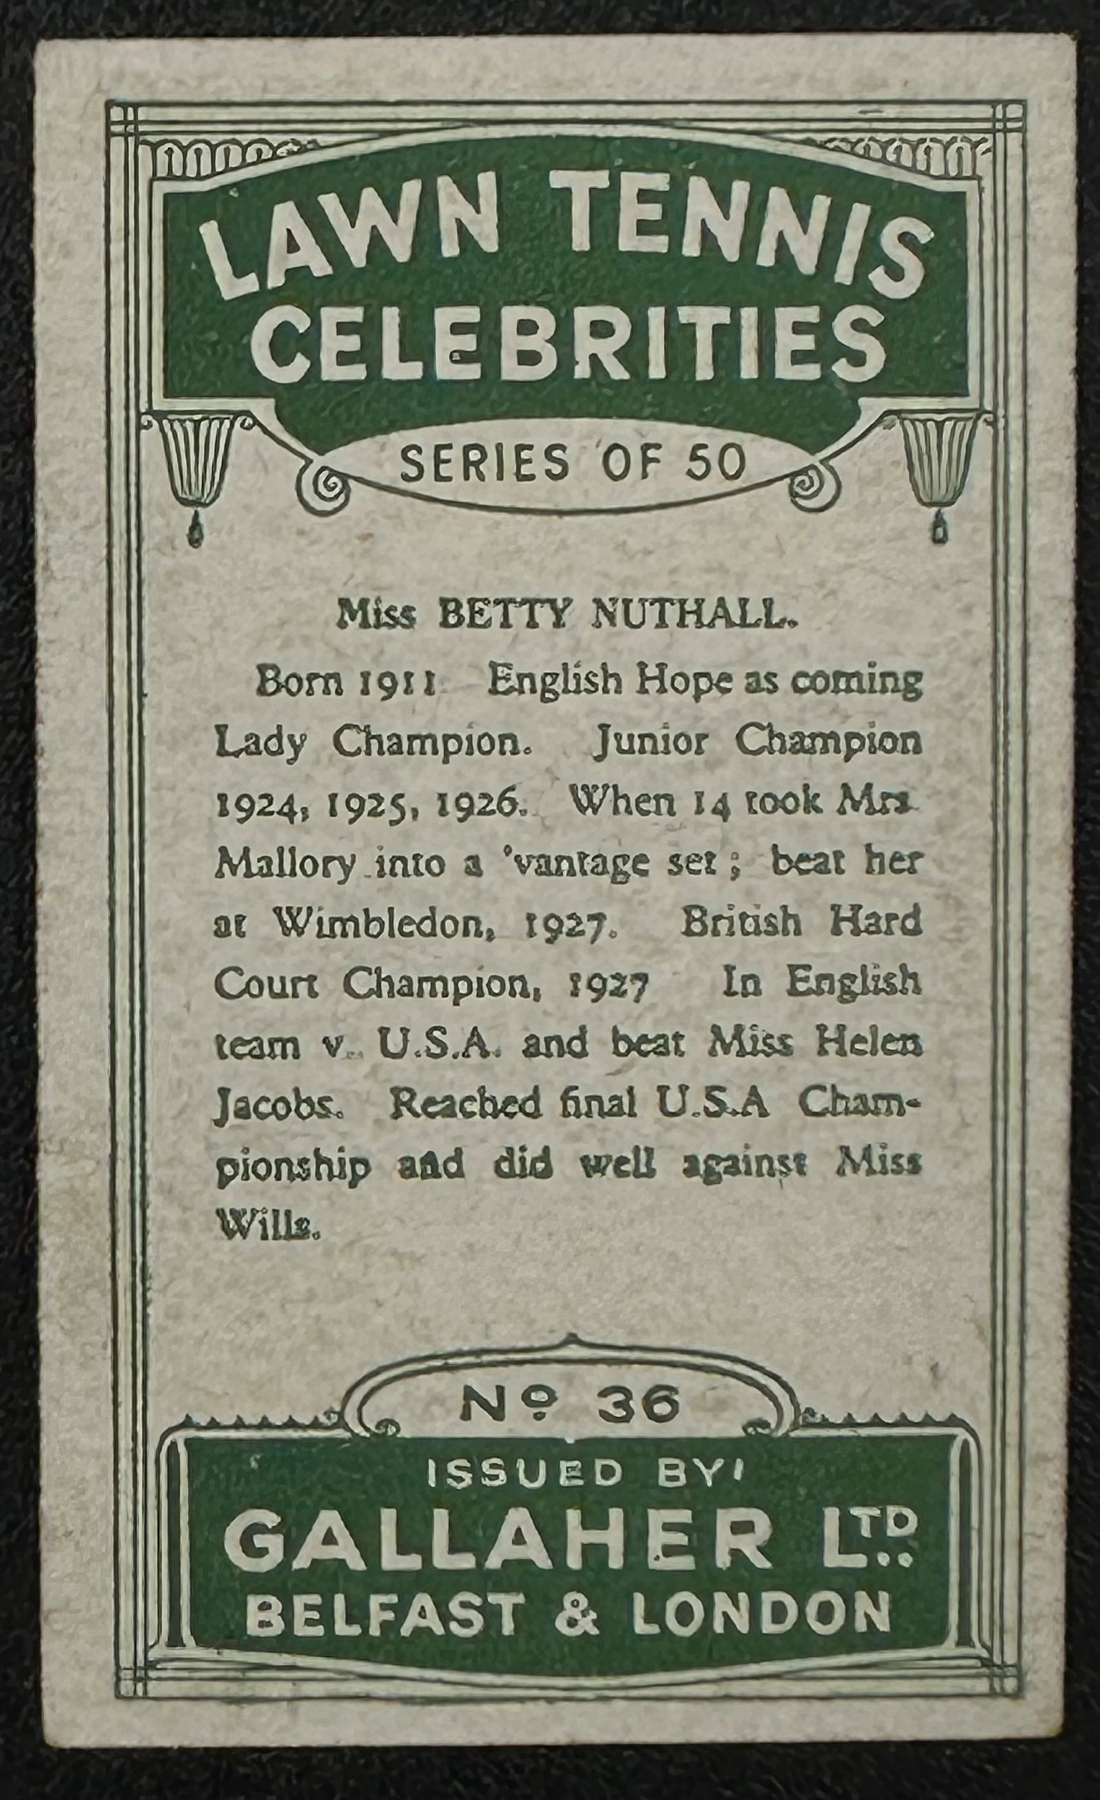 LAWN TENNIS
CELEBRITIES
SERIES OF 50
Miss BETTY NUTHALL.
Born 1911 English Hope as coming
Lady Champion. Junior Champion
1924, 1925, 1926. When 14 took Mrs
Mallory into a 'vantage set; beat her
at Wimbledon, 1927. British Hard
Court Champion, 1927 In English
team v. U.S.A. and beat Miss Helen
Jacobs. Reached final U.S.A Cham-
pionship and did well against Miss
Wills.
No 36
ISSUED BY
GALLAHER LTD
BELFAST & LONDON